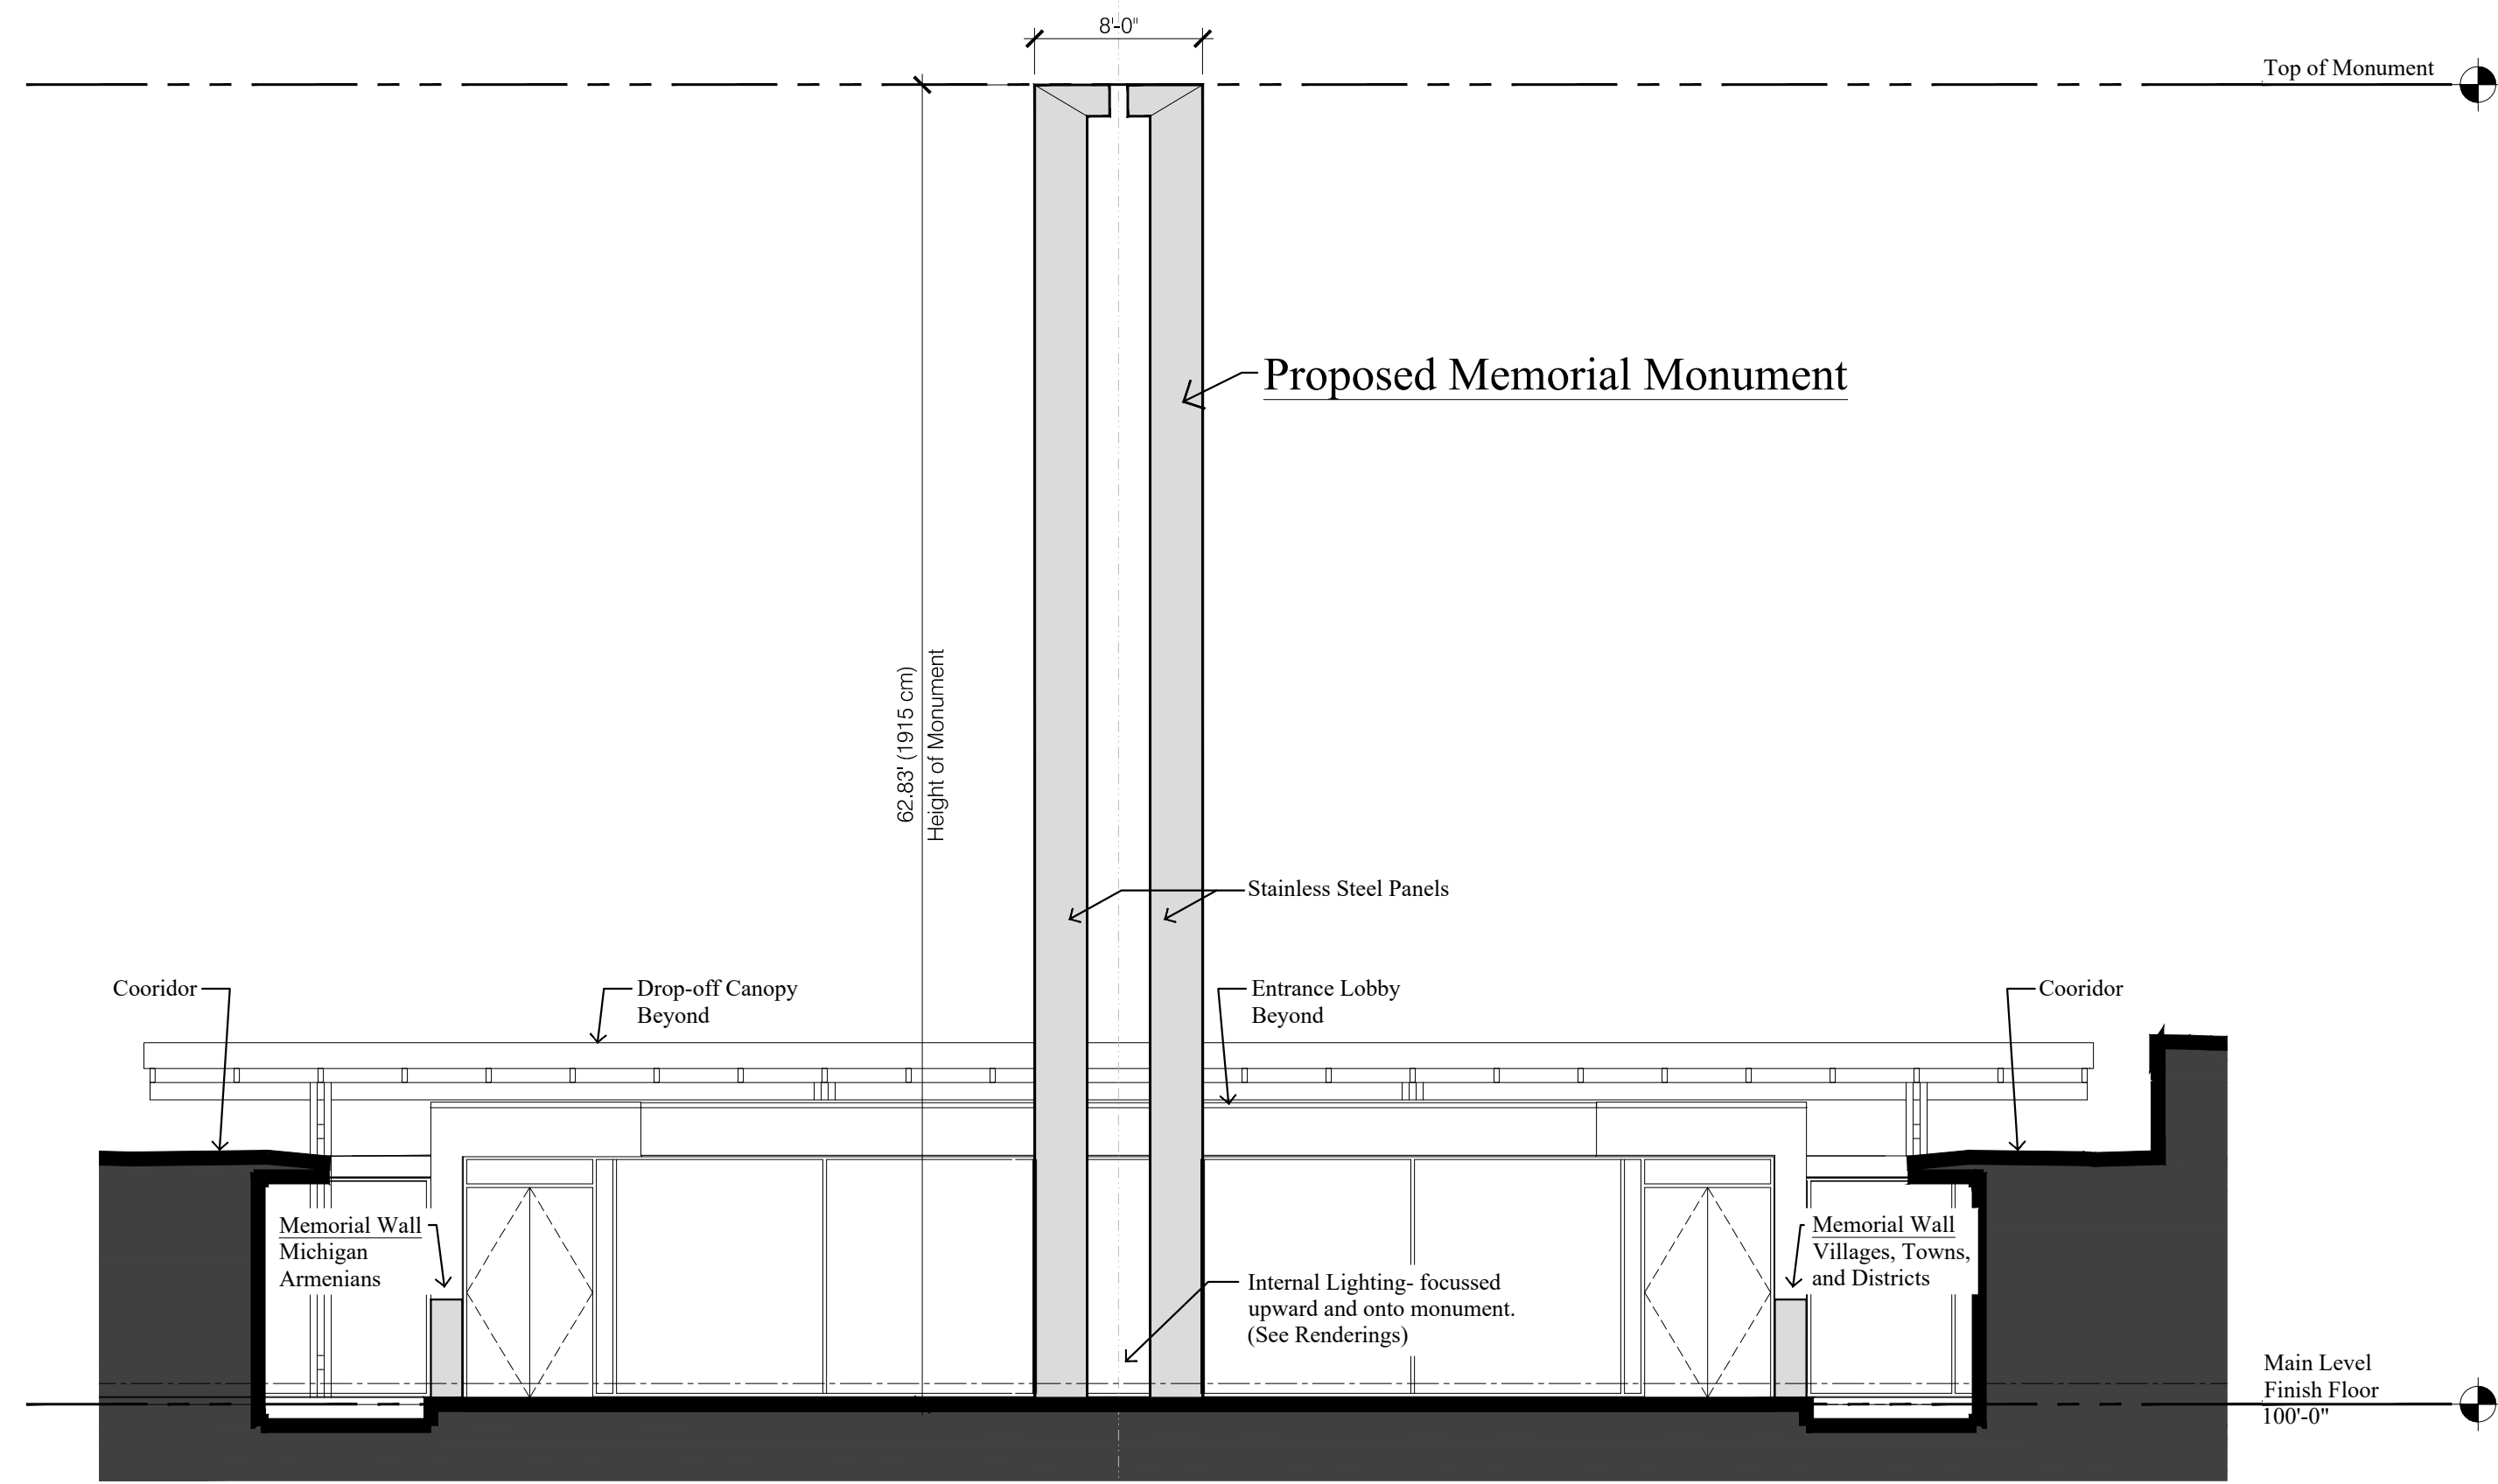 8'-0"
Top of Monument
Proposed Memorial Monument
62.83' (1915 cm)
Height of Monument
Stainless Steel Panels
Cooridor
Drop-off Canopy
Beyond
Entrance Lobby
Beyond
Cooridor
Memorial Wall
Michigan
Armenians
Memorial Wall
Villages, Towns,
and Districts
Internal Lighting- focussed
upward and onto monument.
(See Renderings)
Main Level
Finish Floor
100'-0"